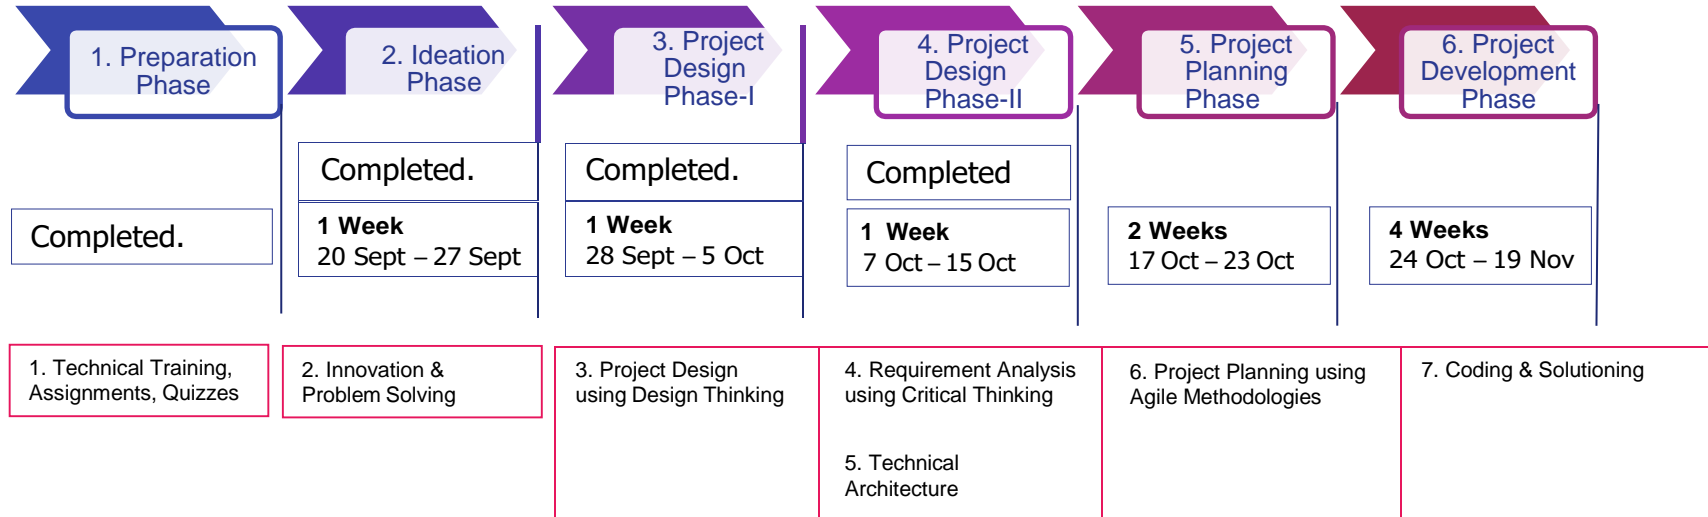 1. Preparation
Phase
2. Ideation
Phase
3. Project
Design
Phase-I
4. Project
Design
Phase-II
5. Project
Planning
Phase
6. Project
Development
Phase
Completed.
Completed.
1 Week
20 Sept – 27 Sept
Completed.
1 Week
28 Sept – 5 Oct
Completed
1 Week
7 Oct – 15 Oct
2 Weeks
17 Oct – 23 Oct
4 Weeks
24 Oct – 19 Nov
1. Technical Training,
Assignments, Quizzes
2. Innovation &
Problem Solving
3. Project Design
using Design Thinking
4. Requirement Analysis
using Critical Thinking
5. Technical
Architecture
6. Project Planning using
Agile Methodologies
7. Coding & Solutioning